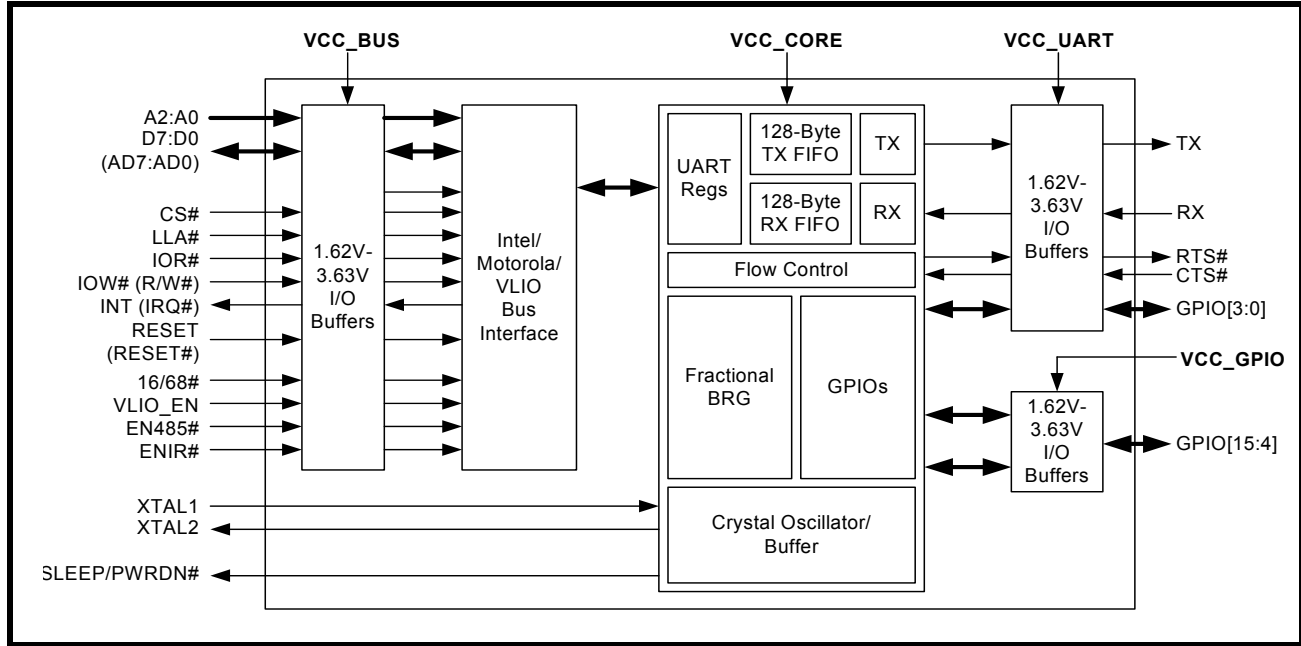 VCC_BUS
VCC_CORE
VCC_UART
A2:A0
D7:D0
(AD7:AD0)
CS#
LLA#
IOR#
IOW# (R/W#)
INT (IRQ#)
RESET
(RESET#)
16/68#
VLIO_EN
EN485#
ENIR#
XTAL1
XTAL2
SLEEP/PWRDN#
1.62V-
3.63V
I/O
Buffers
Intel/
Motorola/
VLIO
Bus
Interface
UART
Regs
128-Byte
TX FIFO
TX
128-Byte
RX FIFO
RX
Flow Control
Fractional
BRG
GPIOs
Crystal Oscillator/
Buffer
1.62V-
3.63V
I/O
Buffers
TX
RX
RTS#
CTS#
GPIO[3:0]
VCC_GPIO
1.62V-
3.63V
I/O
Buffers
GPIO[15:4]